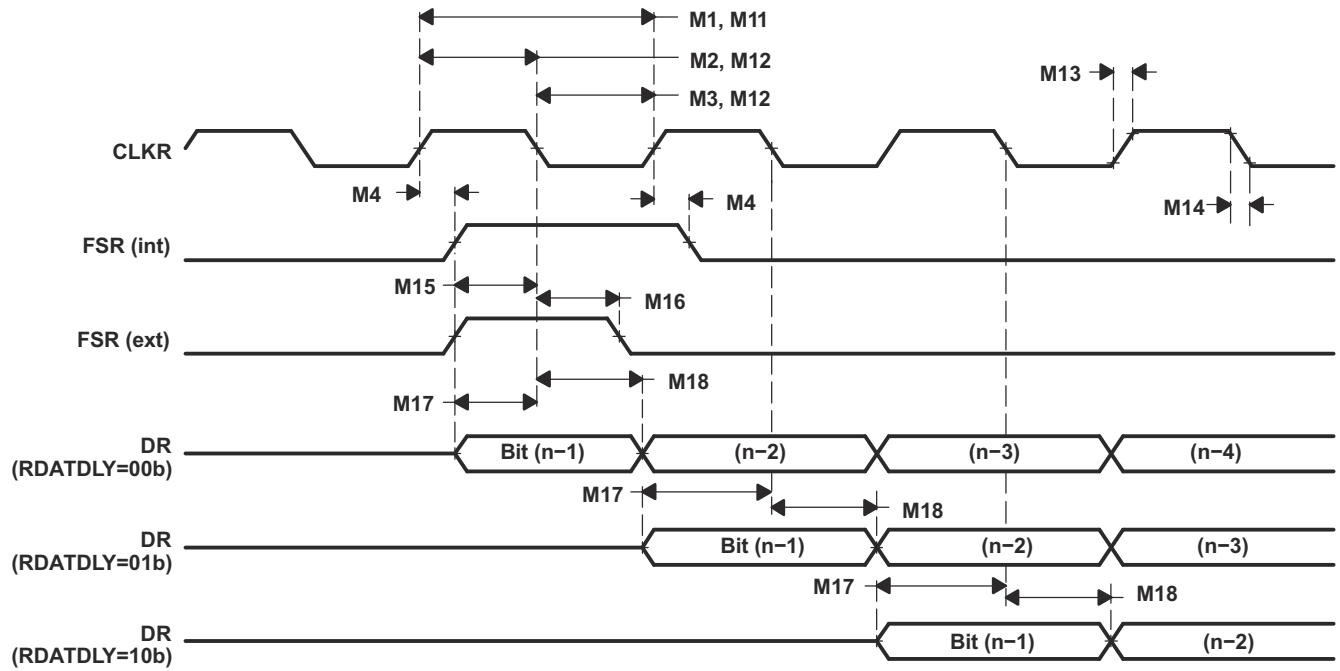 M1, M11
M2, M12
M13
M3, M12
CLKR
M4
M4
M14
FSR (int)
M15
M16
FSR (ext)
M18
M17
DR
(RDATDLY=00b)
Bit (n−1)
(n−2)
(n−3)
(n−4)
M17
M18
DR
(RDATDLY=01b)
Bit (n−1)
(n−2)
(n−3)
M17
M18
DR
(RDATDLY=10b)
Bit (n−1)
(n−2)